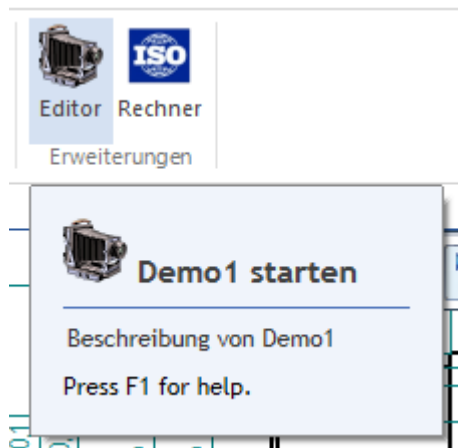 ISO
Editor Rechner
Erweiterungen
Demo1 starten
Beschreibung von Demo1
Press F1 for help.